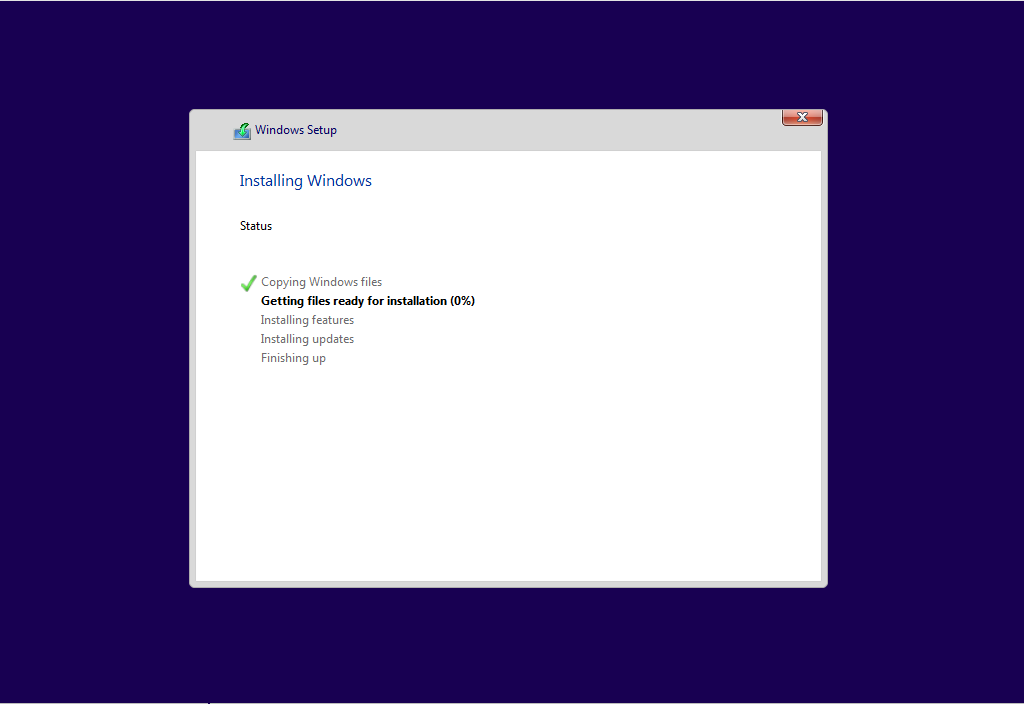 Windows Setup
Installing Windows
Status
Copying Windows files
Getting files ready for installation (0%)
Installing features
Installing updates
Finishing up